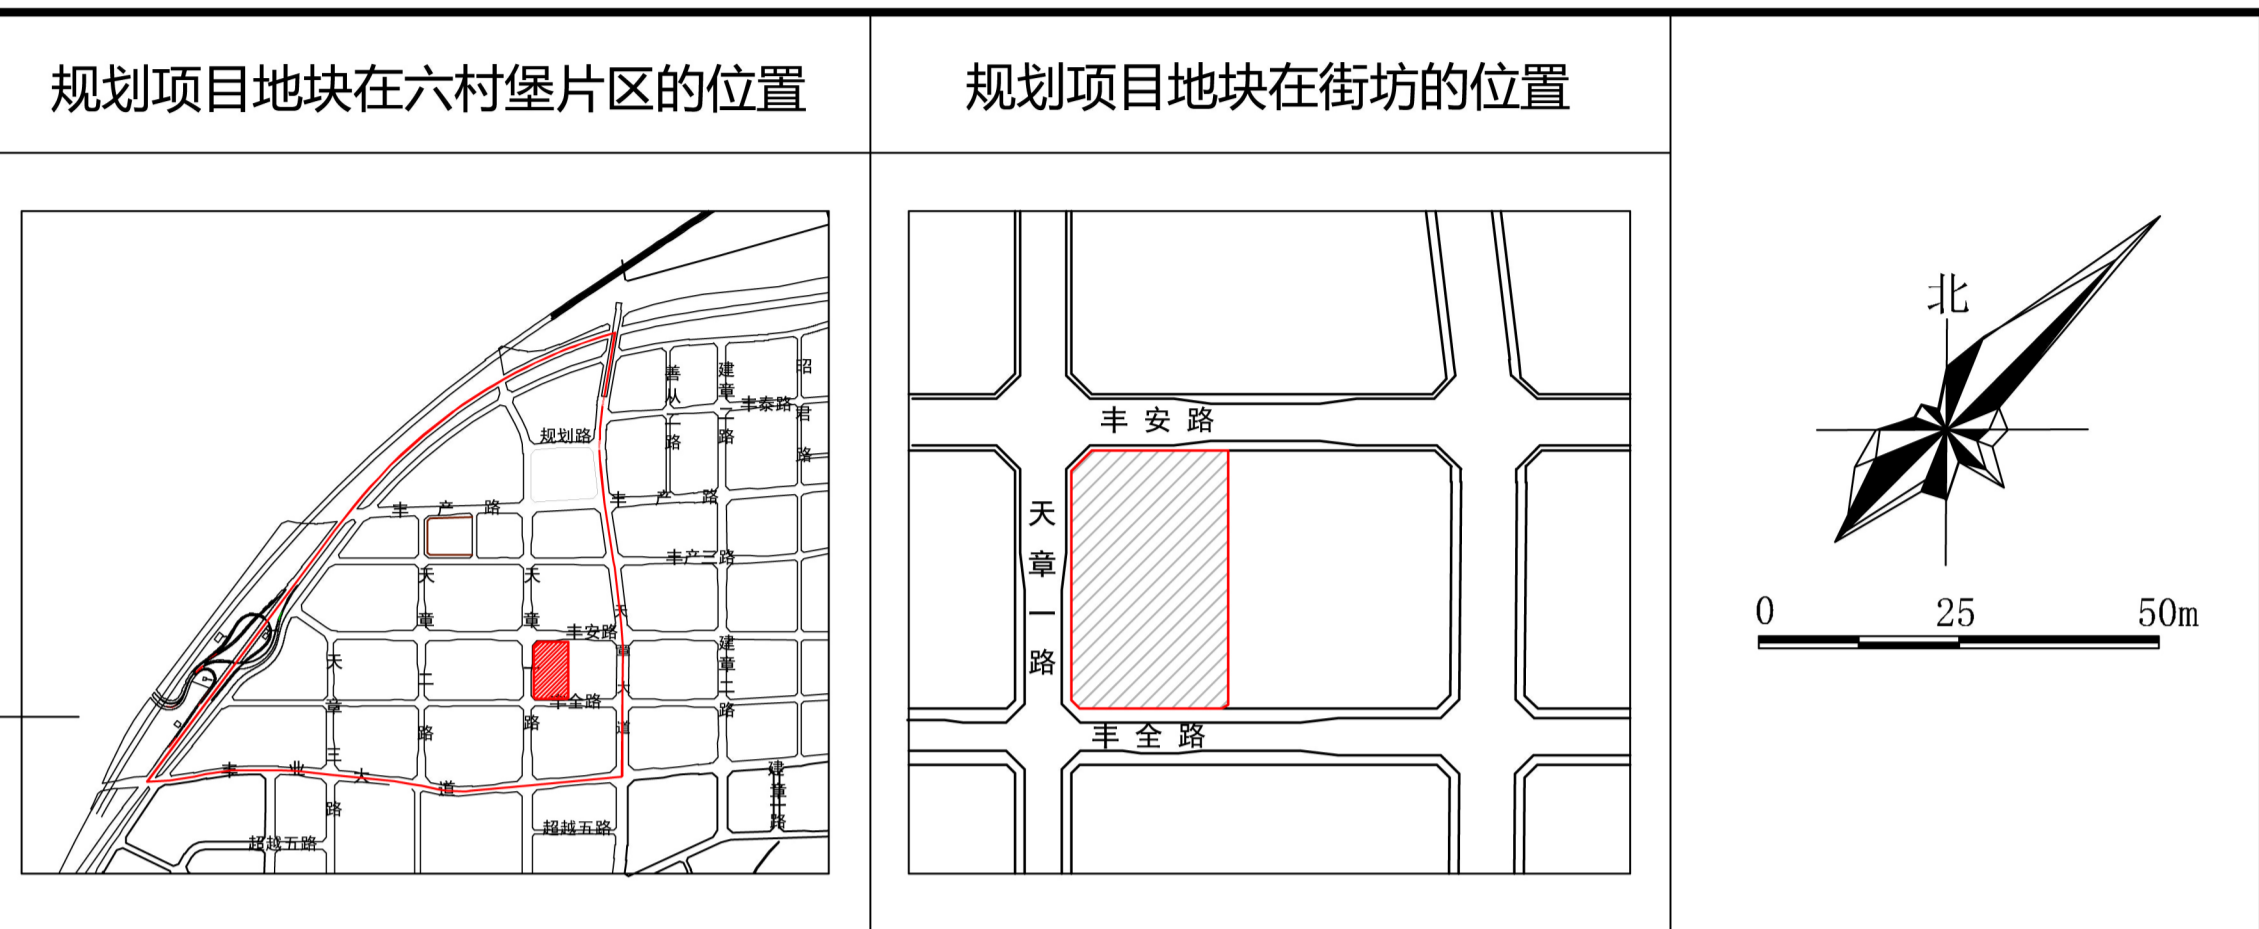 规划项目地块在六村堡片区的位置
规划项目地块在街坊的位置
善从二路
建章二路
昭君路
丰泰路
规划路
丰产路
丰产路
丰产三路
天章二路
天章一路
天章大道
丰安路
建章二路
天章三路
丰全路
丰业大道
建章一路
超越五路
超越五路
丰安路
天章一路
丰全路
北
0 25 50m